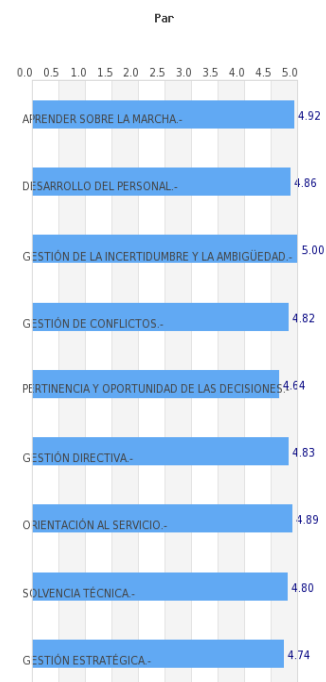 Par
0.0 0.5 1.0 1.5 2.0 2.5 3.0 3.5 4.0 4.5 5.0
APRENDER SOBRE LA MARCHA.- 4.92
DESARROLLO DEL PERSONAL.- 4.86
GESTIÓN DE LA INCERTIDUMBRE Y LA AMBIGÜEDAD.- 5.00
GESTIÓN DE CONFLICTOS.- 4.82
PERTINENCIA Y OPORTUNIDAD DE LAS DECISIONES.- 4.64
GESTIÓN DIRECTIVA.- 4.83
ORIENTACIÓN AL SERVICIO.- 4.89
SOLVENCIA TÉCNICA.- 4.80
GESTIÓN ESTRATÉGICA.- 4.74